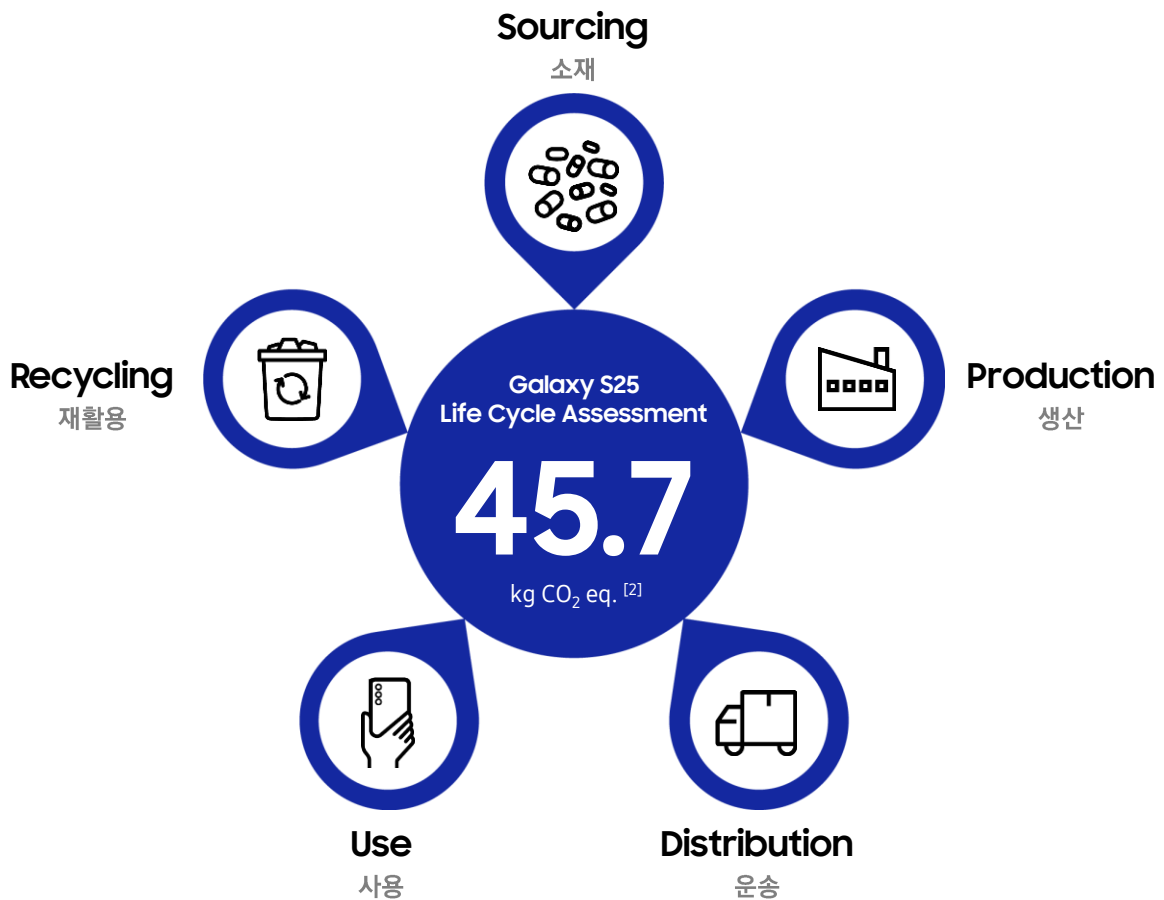 Sourcing
소재
Recycling
재활용
Production
생산
Galaxy S25
Life Cycle Assessment
45.7
kg CO₂ eq. [2]
Use
사용
Distribution
운송